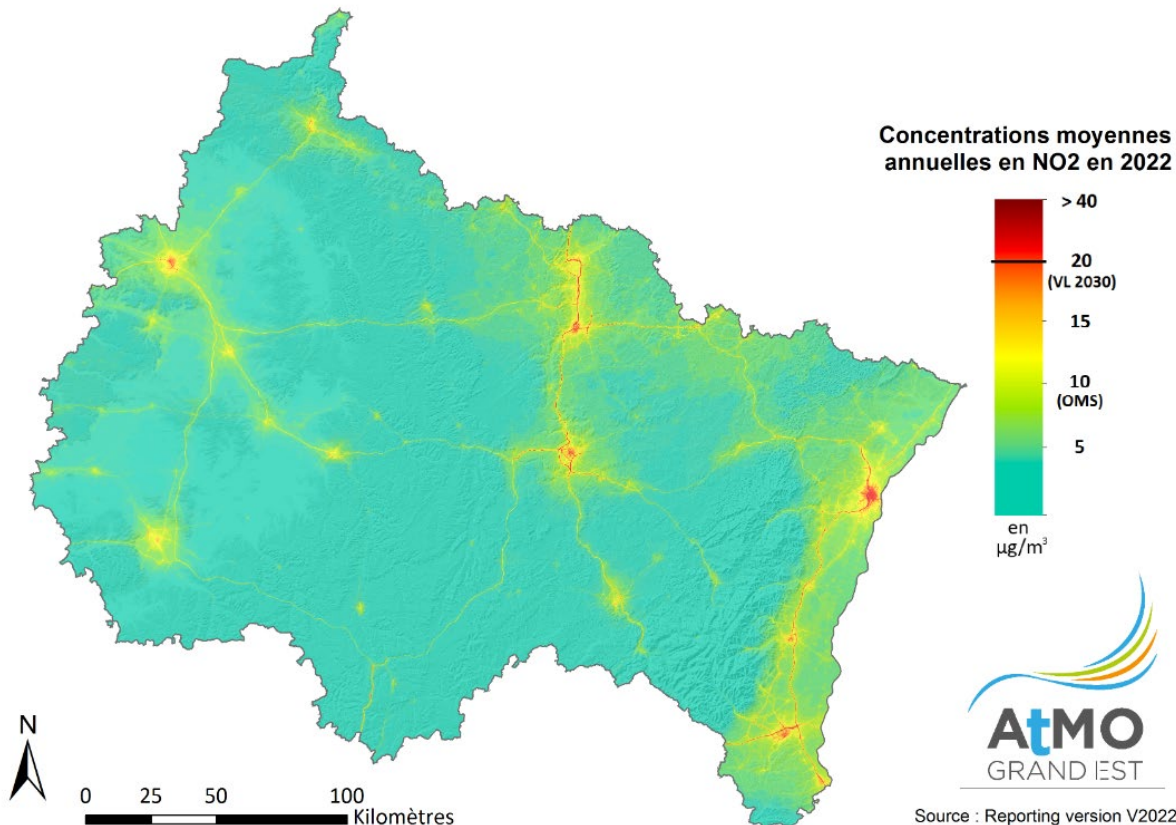 Concentrations moyennes
annuelles en NO2 en 2022
> 40
20
(VL 2030)
15
10
(OMS)
5
en
µg/m³
N
0 25 50 100
Kilomètres
AtMO
GRAND EST
Source : Reporting version V2022